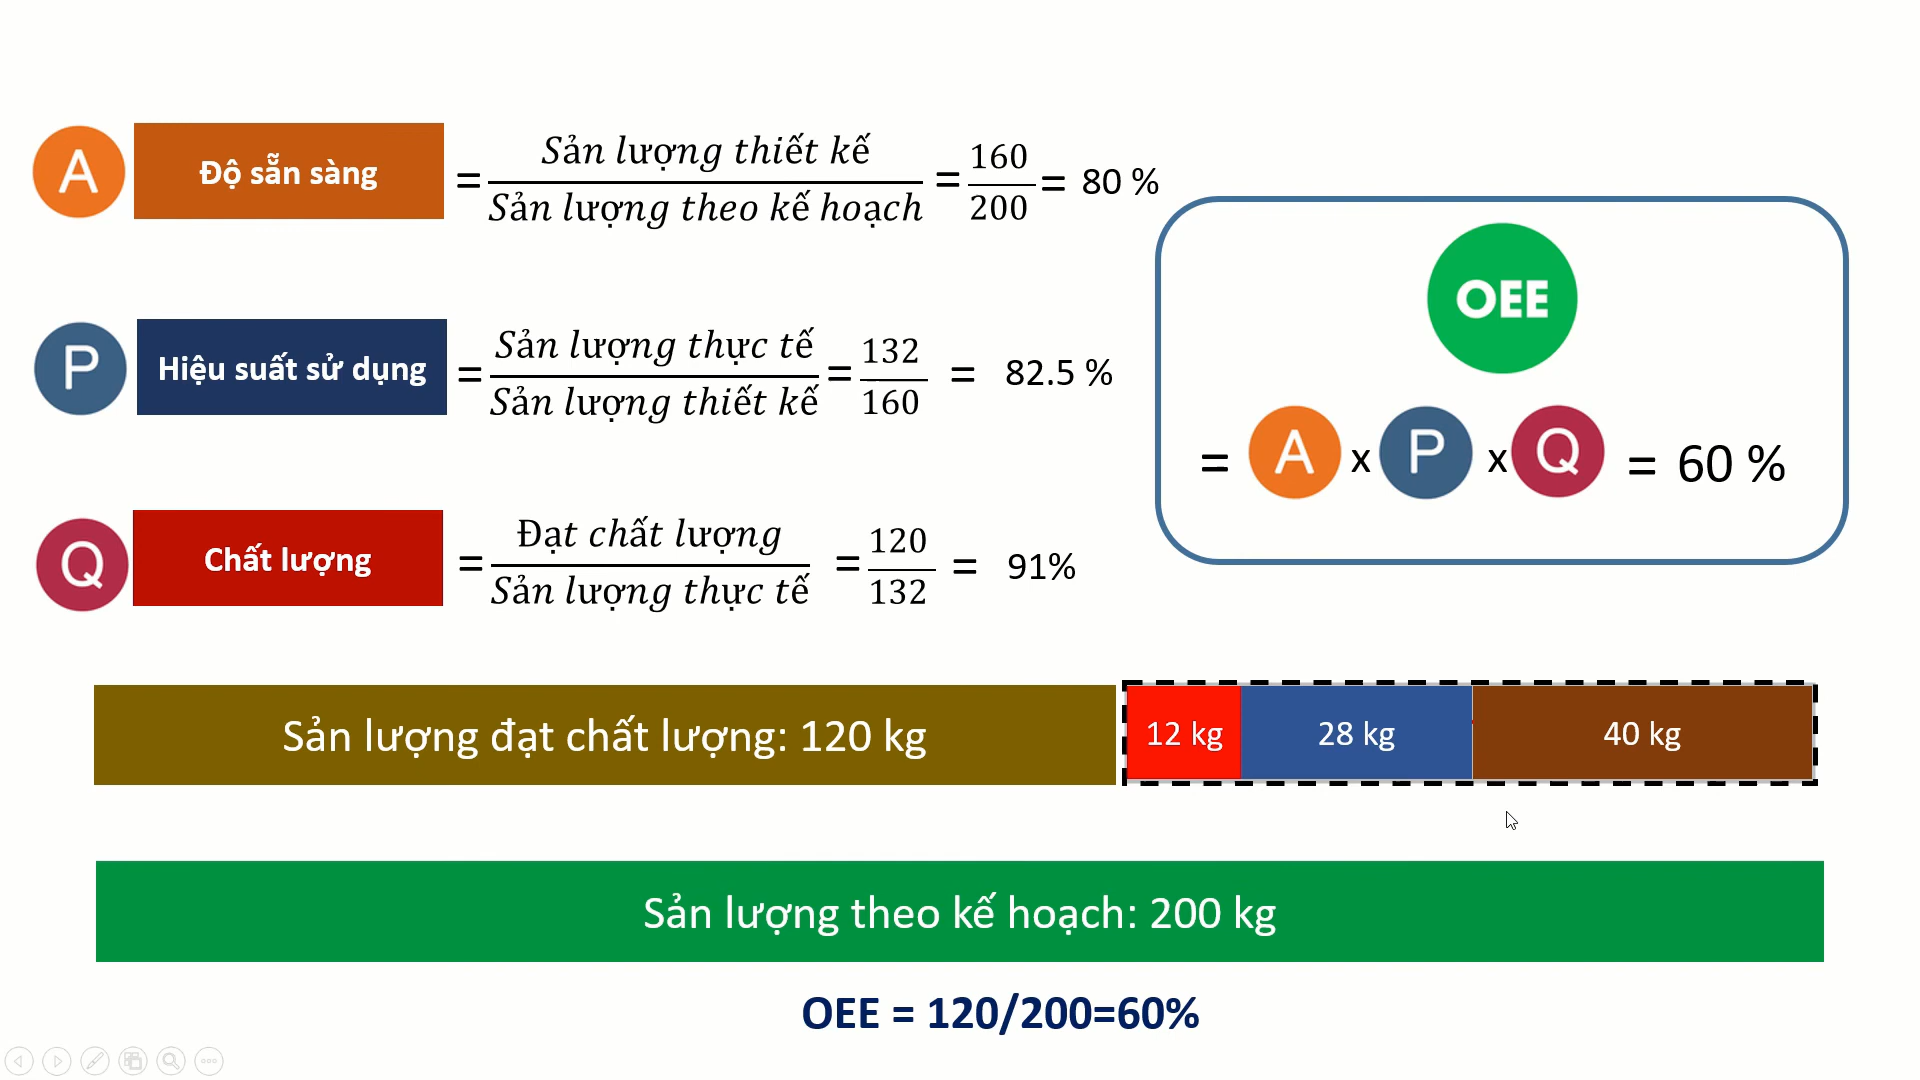 A Độ sẵn sàng = Sản lượng thiết kế / Sản lượng theo kế hoạch = 160 / 200 = 80 %
P Hiệu suất sử dụng = Sản lượng thực tế / Sản lượng thiết kế = 132 / 160 = 82.5 %
Q Chất lượng = Đạt chất lượng / Sản lượng thực tế = 120 / 132 = 91%
OEE
= A x P x Q = 60 %
Sản lượng đạt chất lượng: 120 kg
12 kg
28 kg
40 kg
Sản lượng theo kế hoạch: 200 kg
OEE = 120/200=60%